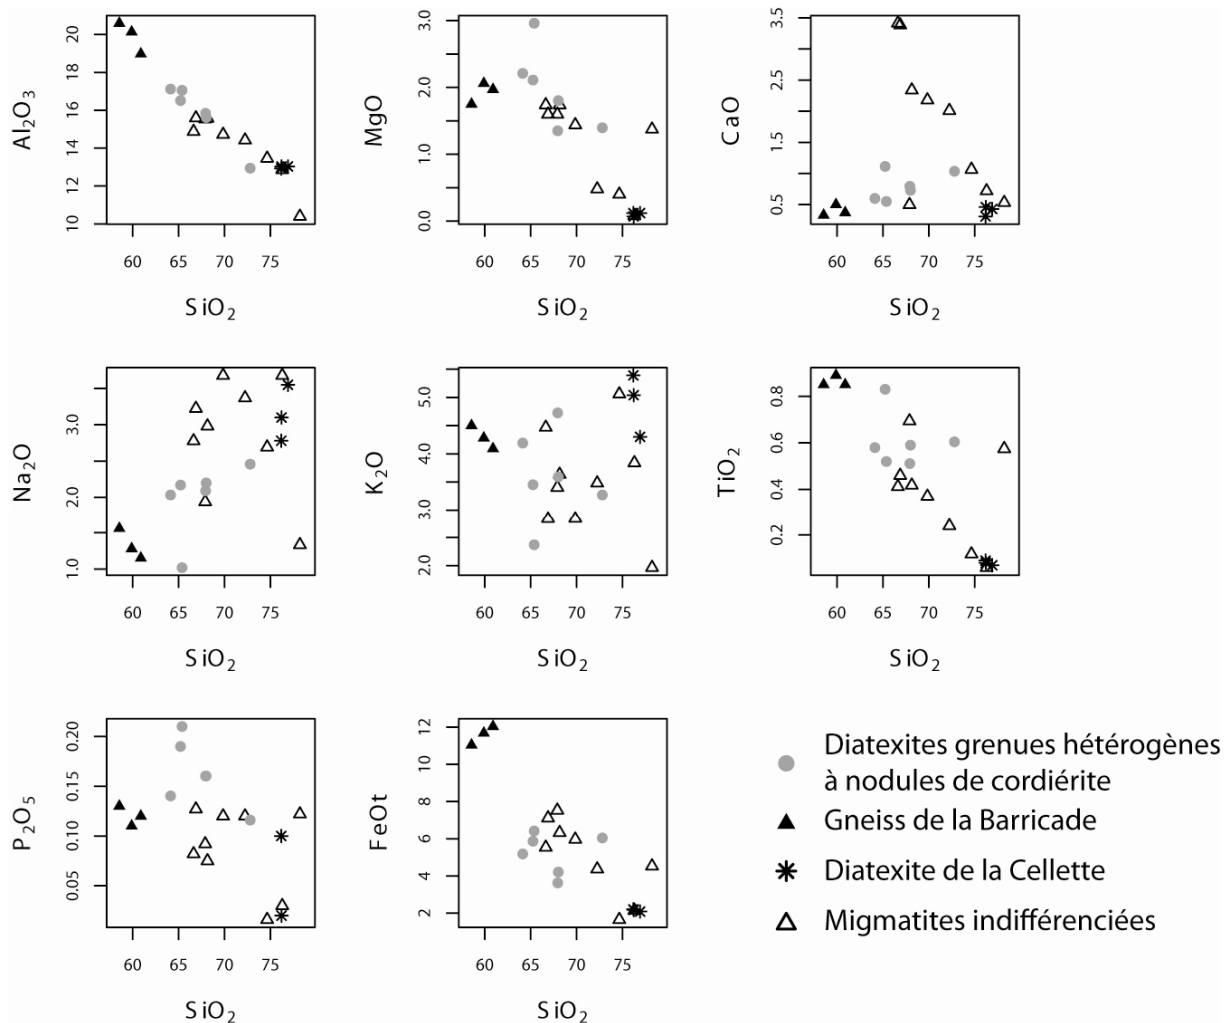 Al2O3
20
18
16
14
12
10
60 65 70 75
SiO2
MgO
3.0
2.0
1.0
0.0
60 65 70 75
SiO2
CaO
3.5
2.5
1.5
0.5
60 65 70 75
SiO2
Na2O
3.0
2.0
1.0
60 65 70 75
SiO2
K2O
5.0
4.0
3.0
2.0
60 65 70 75
SiO2
TiO2
0.8
0.6
0.4
0.2
60 65 70 75
SiO2
P2O5
0.20
0.15
0.10
0.05
60 65 70 75
SiO2
FeOt
12
10
8
6
4
2
60 65 70 75
SiO2
Diatexites grenues hétérogènes
à nodules de cordiérite
Gneiss de la Barricade
Diatexite de la Cellette
Migmatites indifférenciées